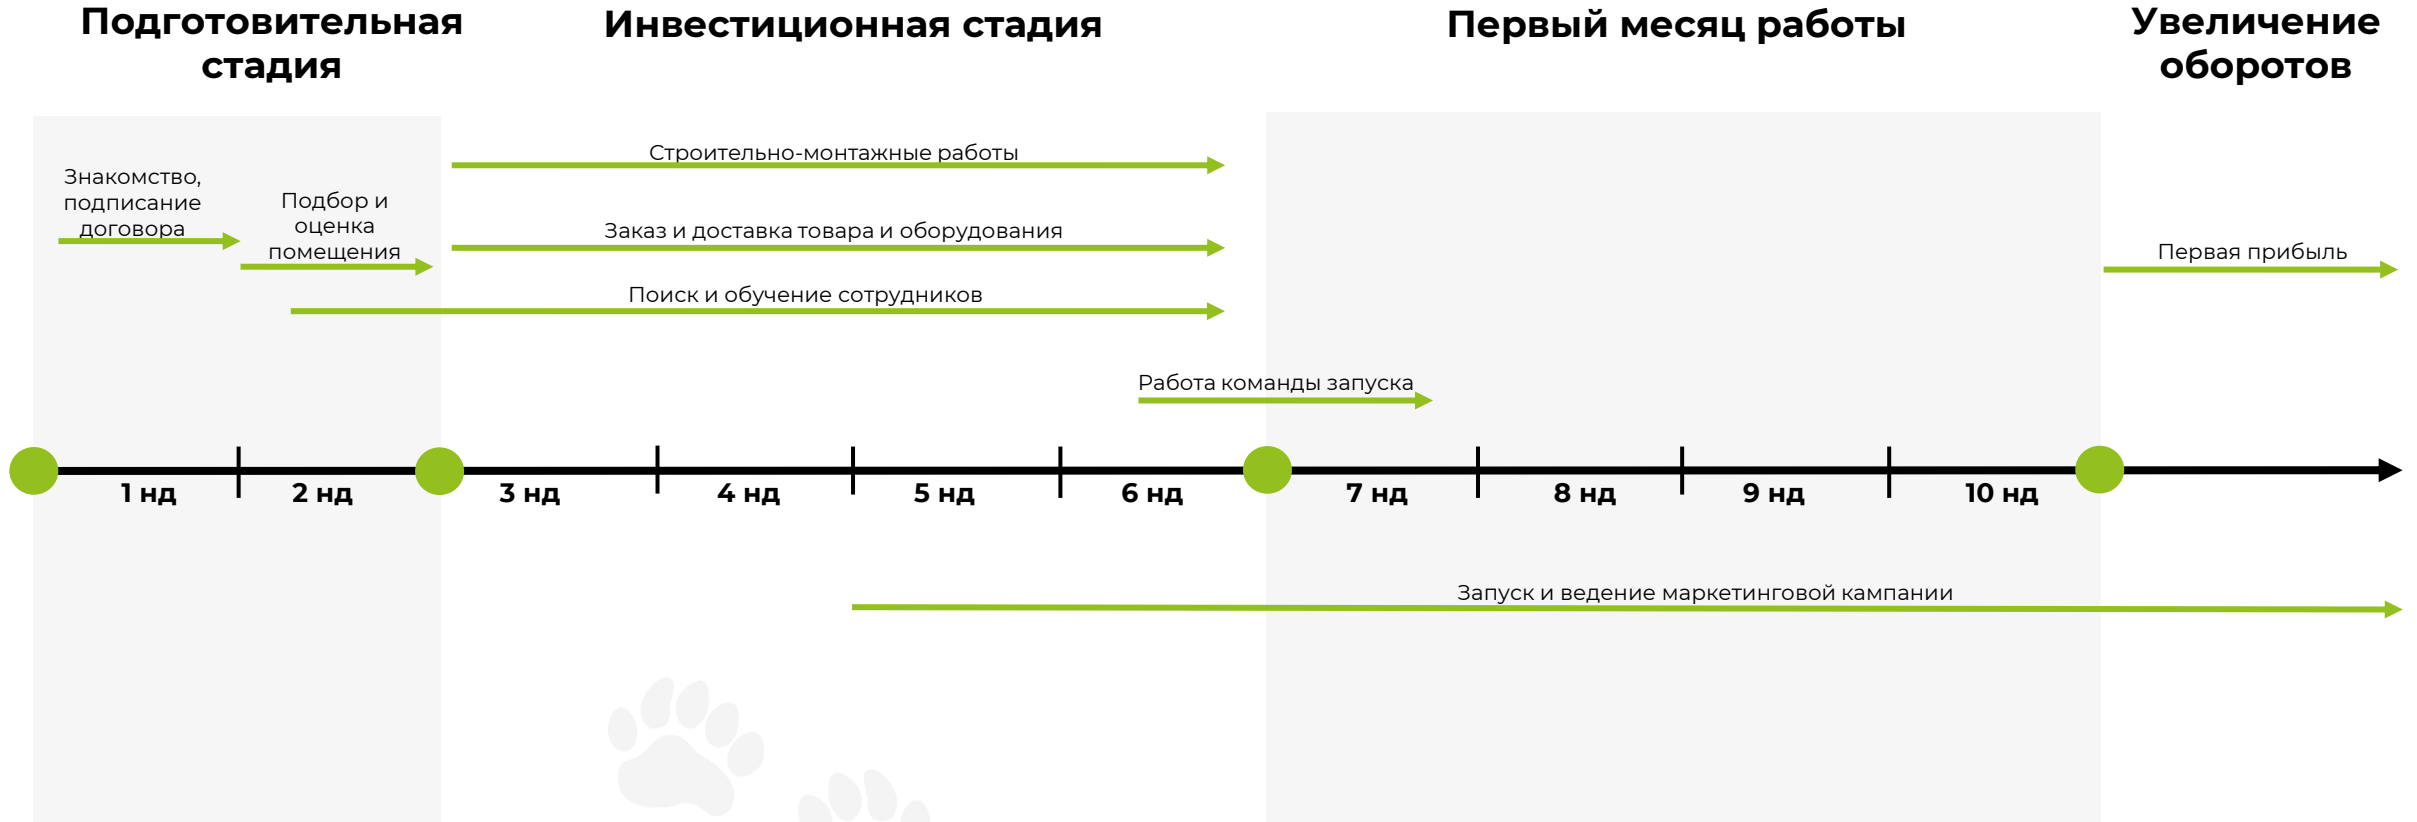 Подготовительная
стадия
Инвестиционная стадия
Первый месяц работы
Увеличение
оборотов
Знакомство,
подписание
договора
Подбор и
оценка
помещения
Строительно-монтажные работы
Заказ и доставка товара и оборудования
Поиск и обучение сотрудников
Работа команды запуска
Первая прибыль
1 нд
2 нд
3 нд
4 нд
5 нд
6 нд
7 нд
8 нд
9 нд
10 нд
Запуск и ведение маркетинговой кампании